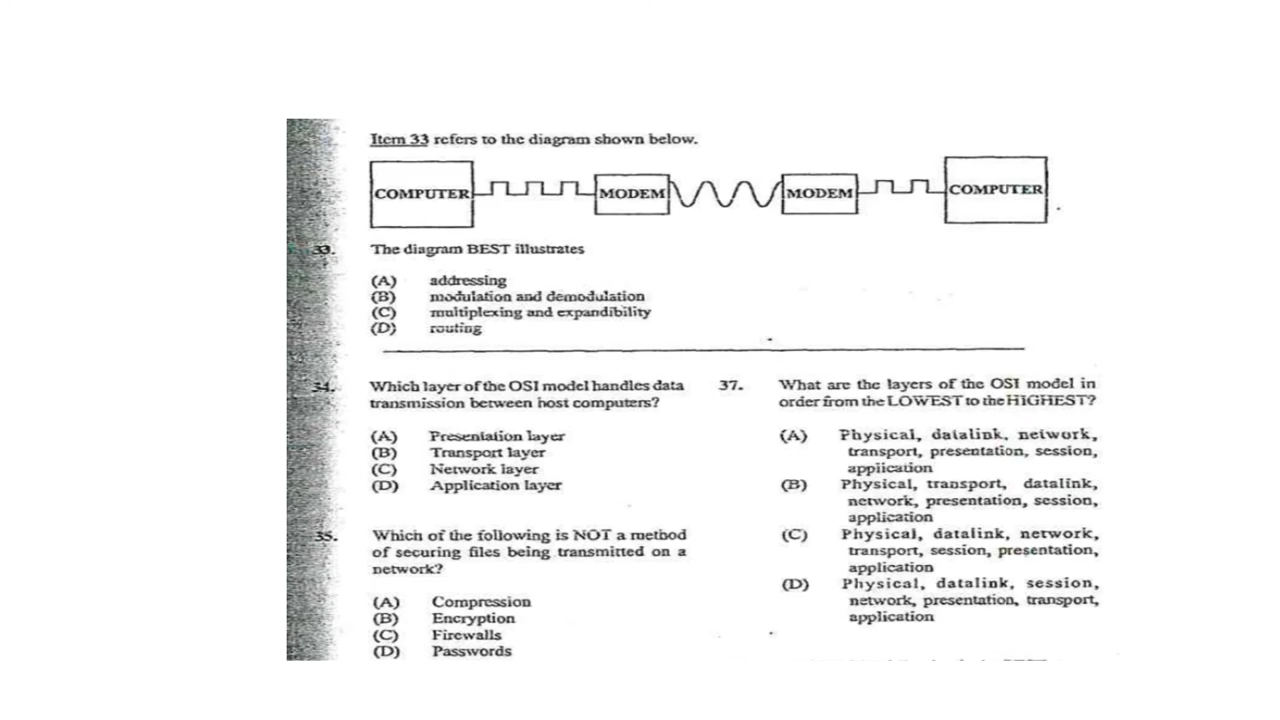 Item 33 refers to the diagram shown below.
COMPUTER MODEM MODEM COMPUTER
33. The diagram BEST illustrates
(A) addressing
(B) modulation and demodulation
(C) multiplexing and expandibility
(D) routing
34. Which layer of the OSI model handles data
transmission between host computers?
(A) Presentation layer
(B) Transport layer
(C) Network layer
(D) Application layer
35. Which of the following is NOT a method
of securing files being transmitted on a
network?
(A) Compression
(B) Encryption
(C) Firewalls
(D) Passwords
37. What are the layers of the OSI model in
order from the LOWEST to the HIGHEST?
(A) Physical, datalink, network,
transport, presentation, session,
application
(B) Physical, transport, datalink,
network, presentation, session,
application
(C) Physical, datalink, network,
transport, session, presentation,
application
(D) Physical, datalink, session,
network, presentation, transport,
application